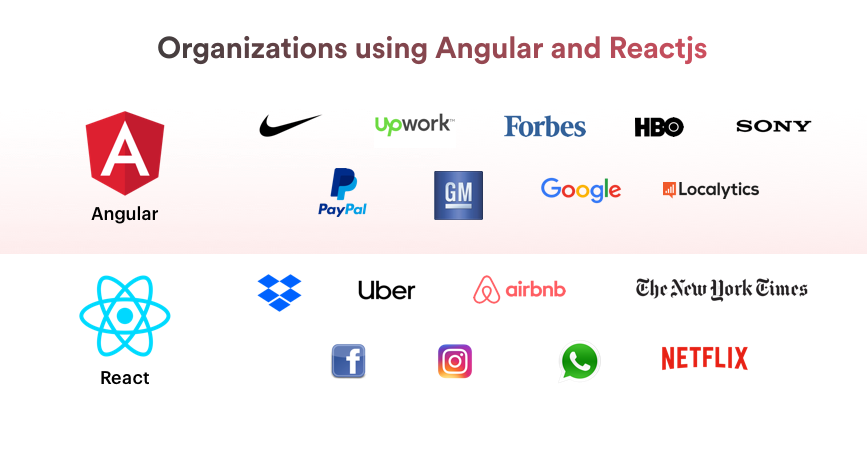 Organizations using Angular and Reactjs
A
Angular
Upwork™
Forbes
HBO
SONY
PayPal
GM
Google
Localytics
React
Uber
airbnb
The New York Times
f
NETFLIX